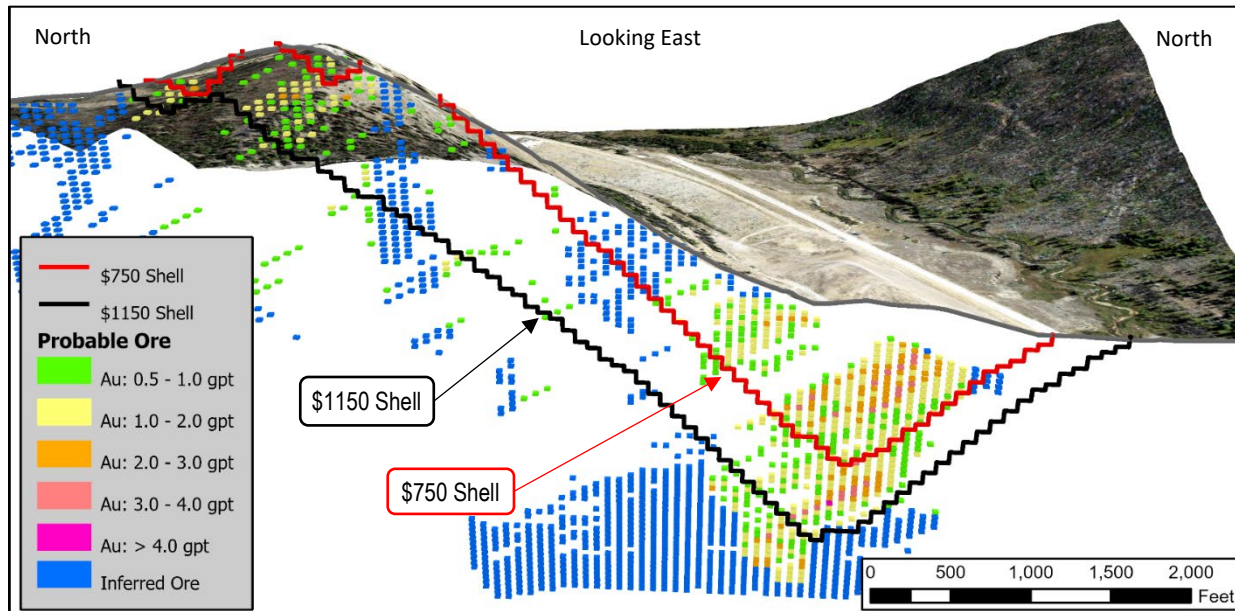 North
Looking East
North
$750 Shell
$1150 Shell
Probable Ore
Au: 0.5 - 1.0 gpt
Au: 1.0 - 2.0 gpt
Au: 2.0 - 3.0 gpt
Au: 3.0 - 4.0 gpt
Au: > 4.0 gpt
Inferred Ore
$1150 Shell
$750 Shell
0 500 1,000 1,500 2,000
Feet